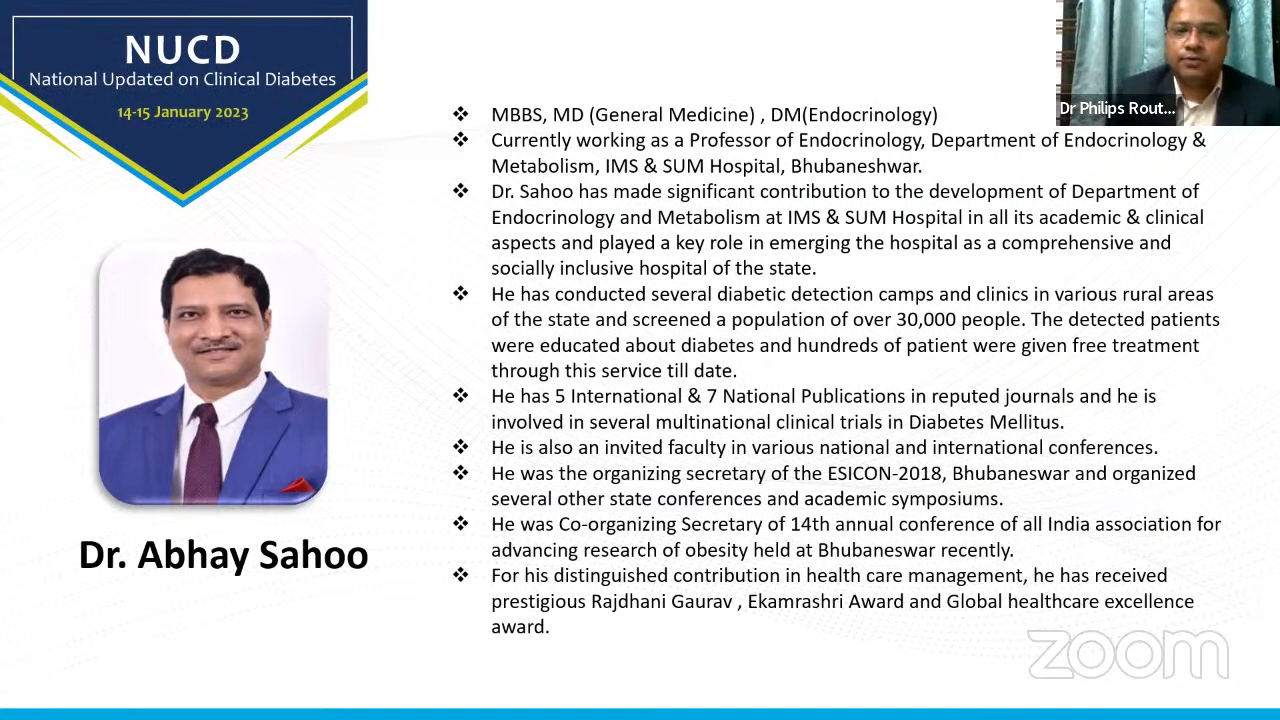 NUCD
National Updated on Clinical Diabetes
14-15 January 2023
Dr Philips Rout...
❖ MBBS, MD (General Medicine) , DM(Endocrinology)
❖ Currently working as a Professor of Endocrinology, Department of Endocrinology &
Metabolism, IMS & SUM Hospital, Bhubaneshwar.
❖ Dr. Sahoo has made significant contribution to the development of Department of
Endocrinology and Metabolism at IMS & SUM Hospital in all its academic & clinical
aspects and played a key role in emerging the hospital as a comprehensive and
socially inclusive hospital of the state.
❖ He has conducted several diabetic detection camps and clinics in various rural areas
of the state and screened a population of over 30,000 people. The detected patients
were educated about diabetes and hundreds of patient were given free treatment
through this service till date.
❖ He has 5 International & 7 National Publications in reputed journals and he is
involved in several multinational clinical trials in Diabetes Mellitus.
❖ He is also an invited faculty in various national and international conferences.
❖ He was the organizing secretary of the ESICON-2018, Bhubaneswar and organized
several other state conferences and academic symposiums.
❖ He was Co-organizing Secretary of 14th annual conference of all India association for
advancing research of obesity held at Bhubaneswar recently.
❖ For his distinguished contribution in health care management, he has received
prestigious Rajdhani Gaurav , Ekamrashri Award and Global healthcare excellence
award.
Dr. Abhay Sahoo
zoom